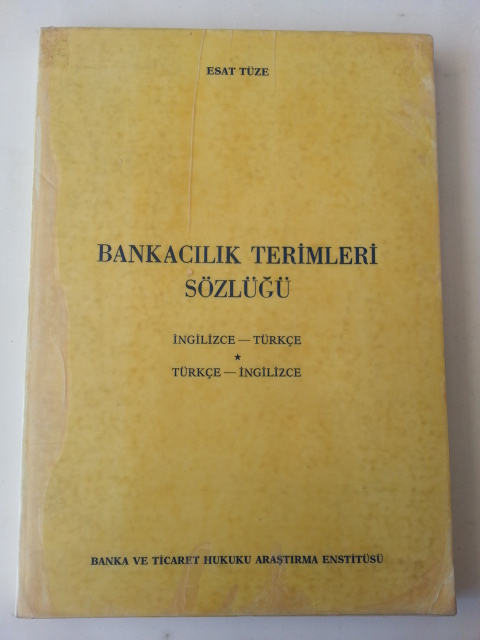 ESAT TÜZE
BANKACILIK TERİMLERİ
SÖZLÜĞÜ
İNGİLİZCE — TÜRKÇE
★
TÜRKÇE — İNGİLİZCE
BANKA VE TİCARET HUKUKU ARAŞTIRMA ENSTİTÜSÜ